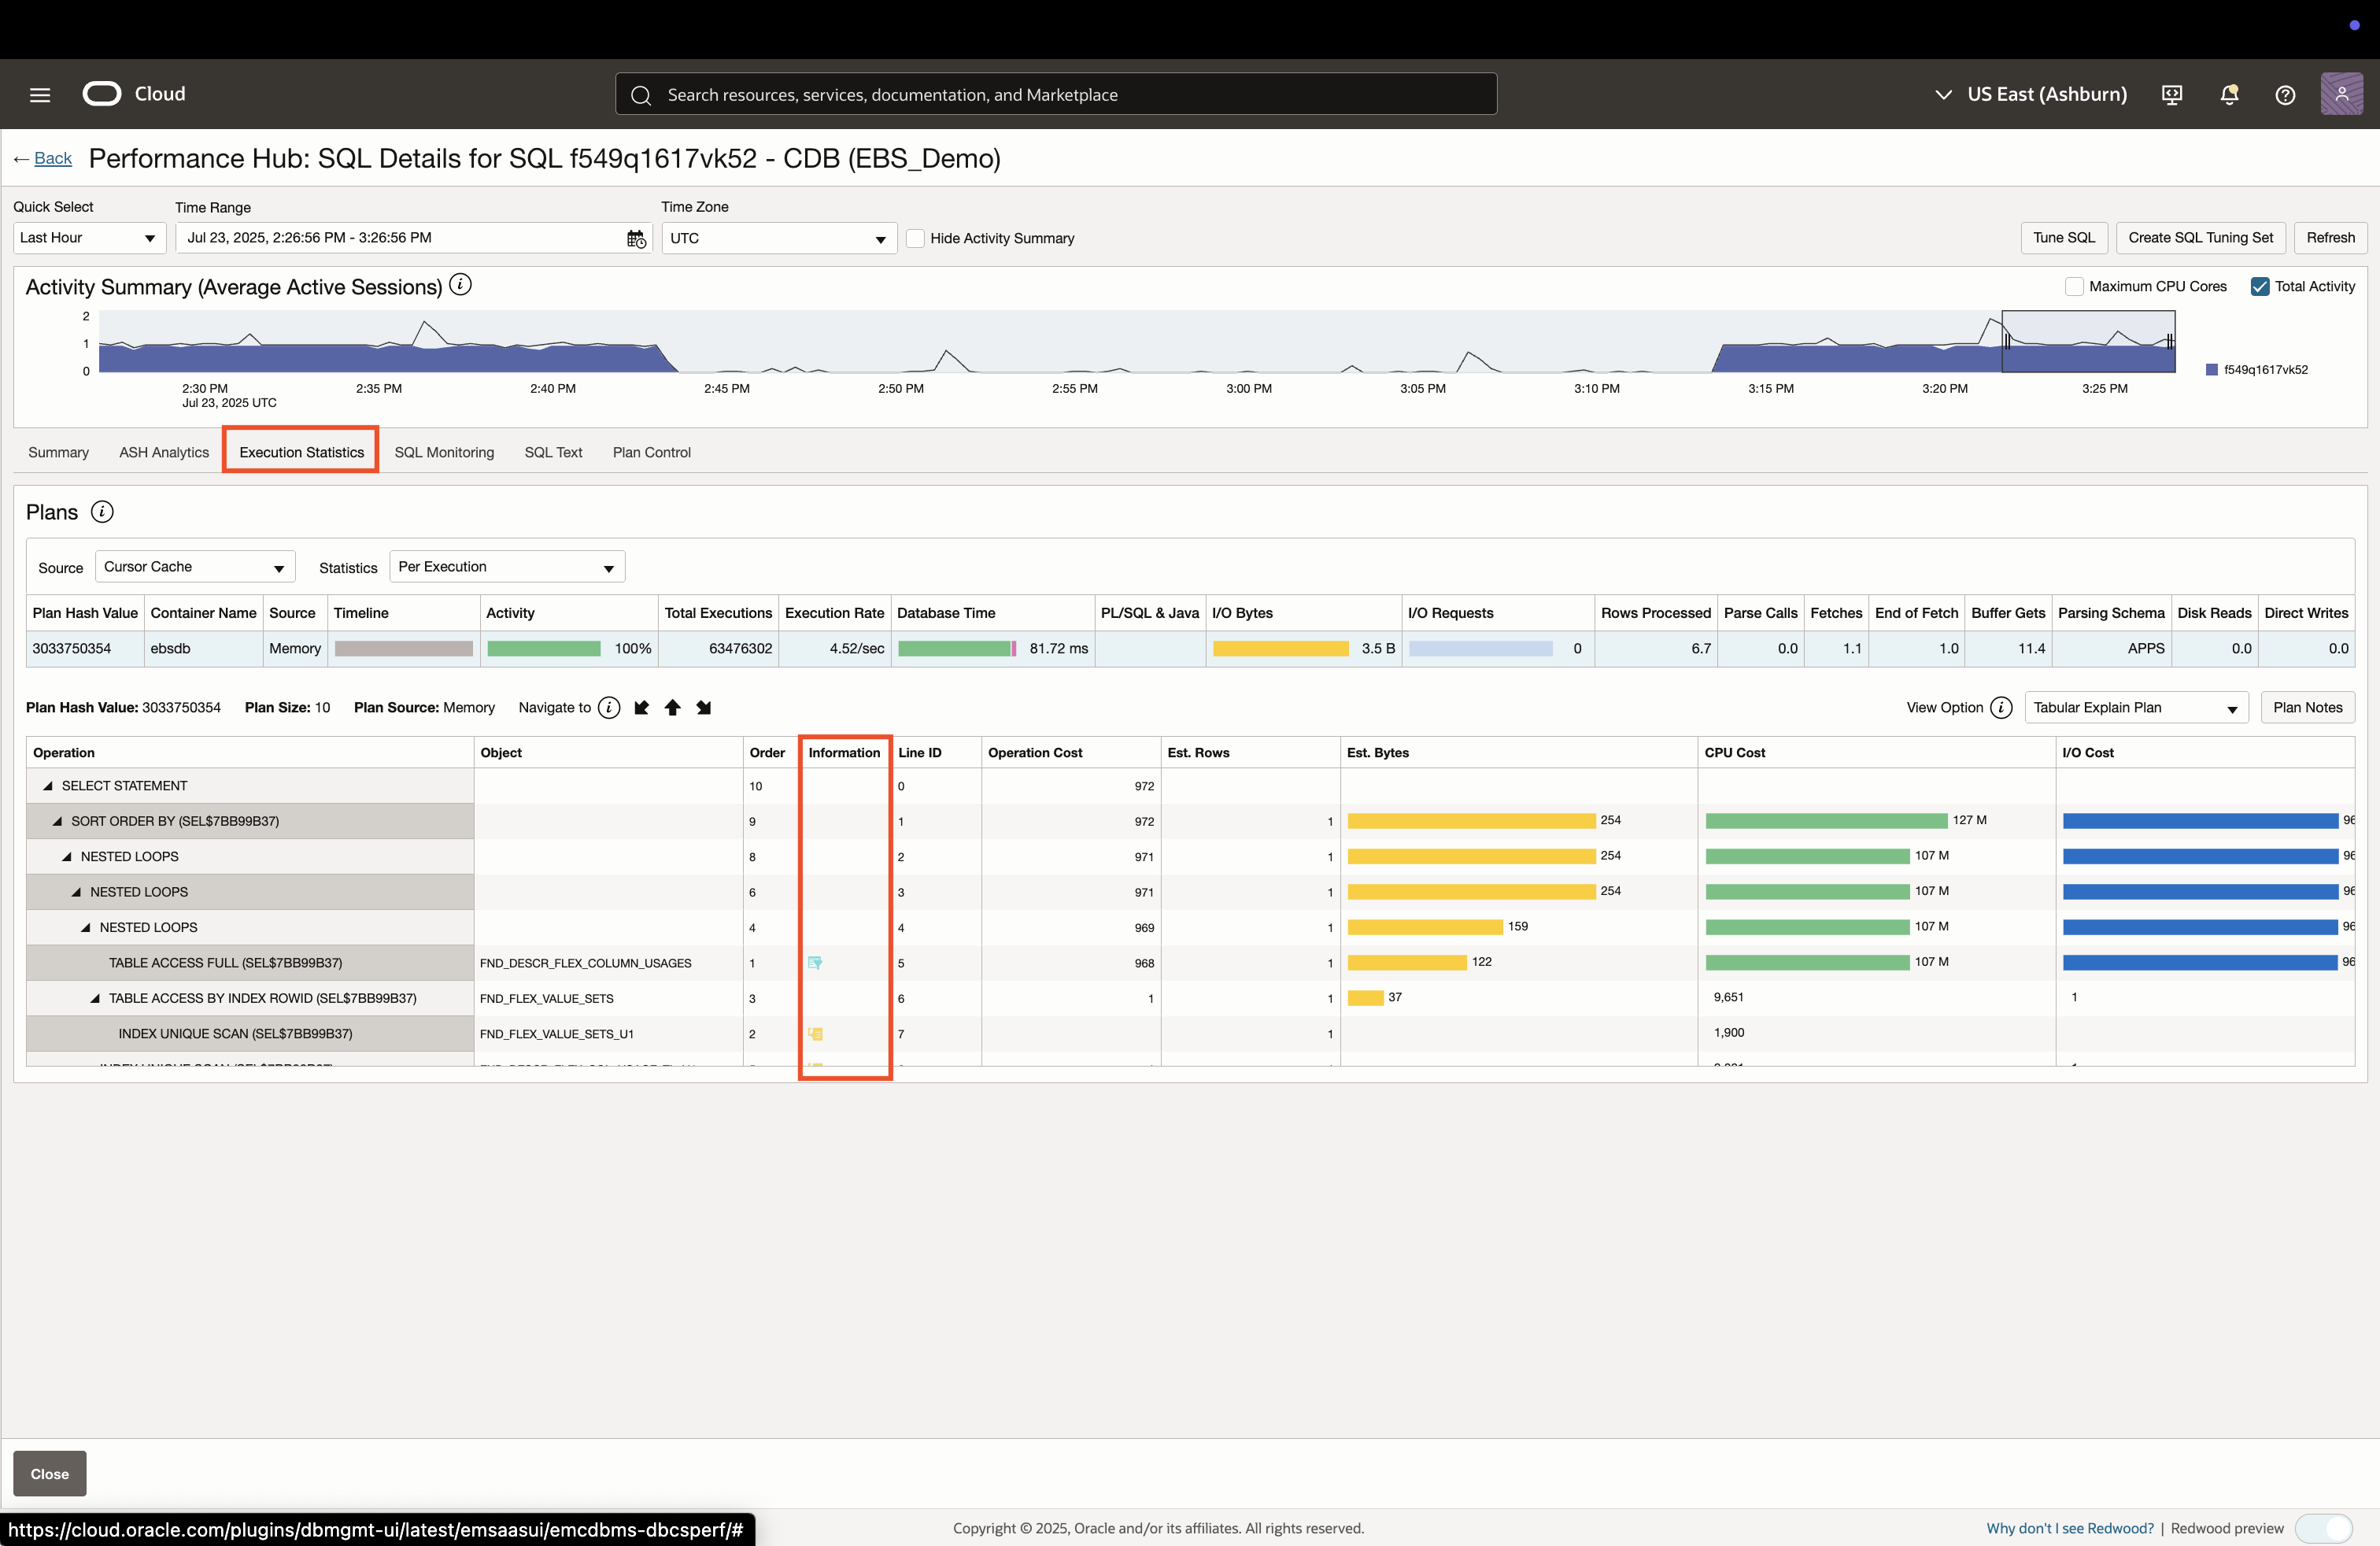 Cloud
Search resources, services, documentation, and Marketplace
US East (Ashburn)
← Back Performance Hub: SQL Details for SQL f549q1617vk52 - CDB (EBS_Demo)
Quick Select Time Range Time Zone
Last Hour Jul 23, 2025, 2:26:56 PM - 3:26:56 PM UTC Hide Activity Summary Tune SQL Create SQL Tuning Set Refresh
Activity Summary (Average Active Sessions) Maximum CPU Cores Total Activity
2
1
0
f549q1617vk52
2:30 PM 2:35 PM 2:40 PM 2:45 PM 2:50 PM 2:55 PM 3:00 PM 3:05 PM 3:10 PM 3:15 PM 3:20 PM 3:25 PM
Jul 23, 2025 UTC
Summary ASH Analytics Execution Statistics SQL Monitoring SQL Text Plan Control
Plans
Source Cursor Cache Statistics Per Execution
Plan Hash Value Container Name Source Timeline Activity Total Executions Execution Rate Database Time PL/SQL & Java I/O Bytes I/O Requests Rows Processed Parse Calls Fetches End of Fetch Buffer Gets Parsing Schema Disk Reads Direct Writes
3033750354 ebsdb Memory 100% 63476302 4.52/sec 81.72 ms 3.5 B 0 6.7 0.0 1.1 1.0 11.4 APPS 0.0 0.0
Plan Hash Value: 3033750354 Plan Size: 10 Plan Source: Memory Navigate to View Option Tabular Explain Plan Plan Notes
Operation Object Order Information Line ID Operation Cost Est. Rows Est. Bytes CPU Cost I/O Cost
SELECT STATEMENT 10 0 972
SORT ORDER BY (SEL$7BB99B37) 9 1 972 1 254 127 M 96
NESTED LOOPS 8 2 971 1 254 107 M 96
NESTED LOOPS 6 3 971 1 254 107 M 96
NESTED LOOPS 4 4 969 1 159 107 M 96
TABLE ACCESS FULL (SEL$7BB99B37) FND_DESCR_FLEX_COLUMN_USAGES 1 5 968 1 122 107 M 96
TABLE ACCESS BY INDEX ROWID (SEL$7BB99B37) FND_FLEX_VALUE_SETS 3 6 1 1 37 9,651 1
INDEX UNIQUE SCAN (SEL$7BB99B37) FND_FLEX_VALUE_SETS_U1 2 7 1 1,900
Close
https://cloud.oracle.com/plugins/dbmgmt-ui/latest/emsaasui/emcdbms-dbcsperf/# Copyright © 2025, Oracle and/or its affiliates. All rights reserved. Why don't I see Redwood? | Redwood preview